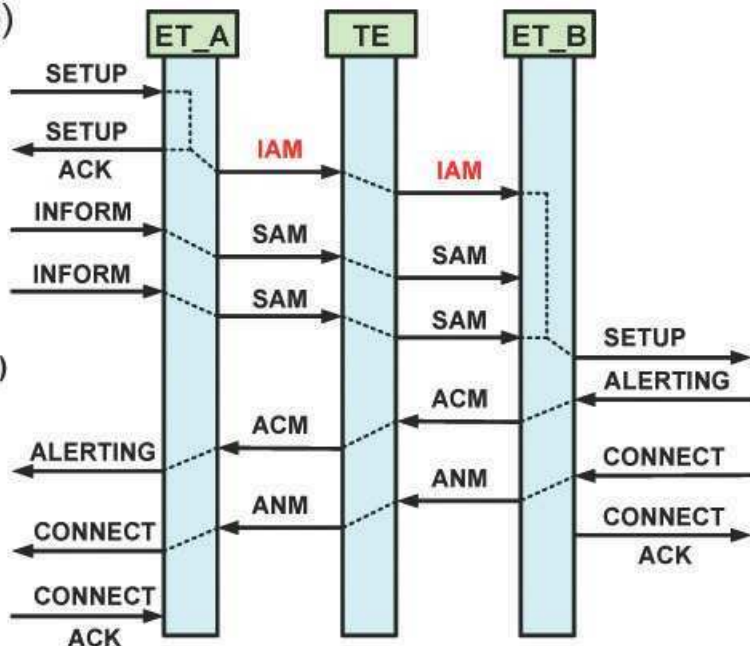 )
ET_A TE ET_B
SETUP
SETUP
ACK
IAM
IAM
INFORM
SAM
SAM
INFORM
SAM
SAM
SETUP
)
ALERTING
ACM
ACM
ALERTING
CONNECT
ANM
ANM
CONNECT
CONNECT
ACK
CONNECT
ACK